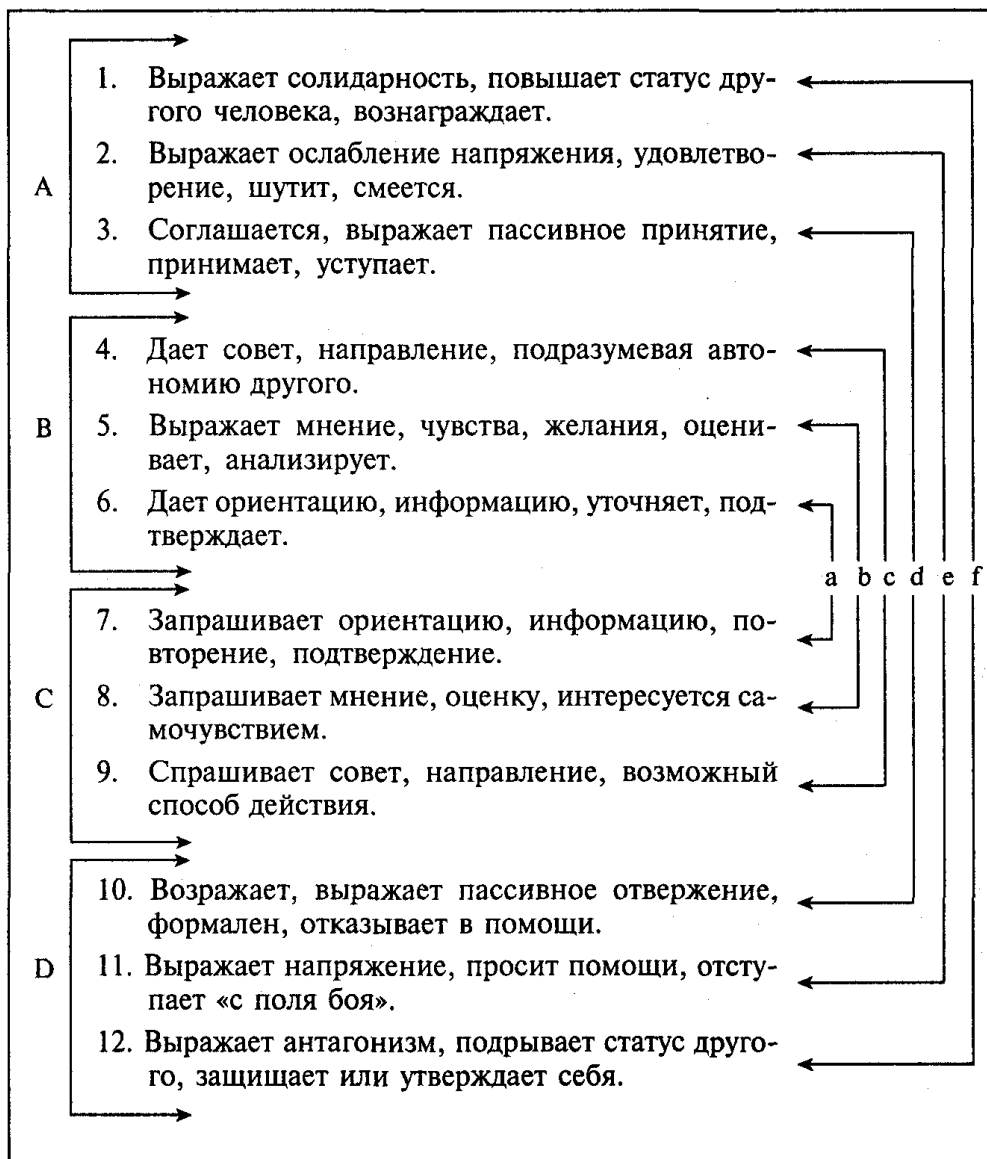 1. Выражает солидарность, повышает статус дру-
гого человека, вознаграждает.
2. Выражает ослабление напряжения, удовлетво-
рение, шутит, смеется.
A
3. Соглашается, выражает пассивное принятие,
принимает, уступает.
4. Дает совет, направление, подразумевая авто-
номию другого.
B
5. Выражает мнение, чувства, желания, оцени-
вает, анализирует.
6. Дает ориентацию, информацию, уточняет, под-
тверждает.
a b c d e f
7. Запрашивает ориентацию, информацию, по-
вторение, подтверждение.
C
8. Запрашивает мнение, оценку, интересуется са-
мочувствием.
9. Спрашивает совет, направление, возможный
способ действия.
10. Возражает, выражает пассивное отвержение,
формален, отказывает в помощи.
D
11. Выражает напряжение, просит помощи, отсту-
пает «с поля боя».
12. Выражает антагонизм, подрывает статус друго-
го, защищает или утверждает себя.